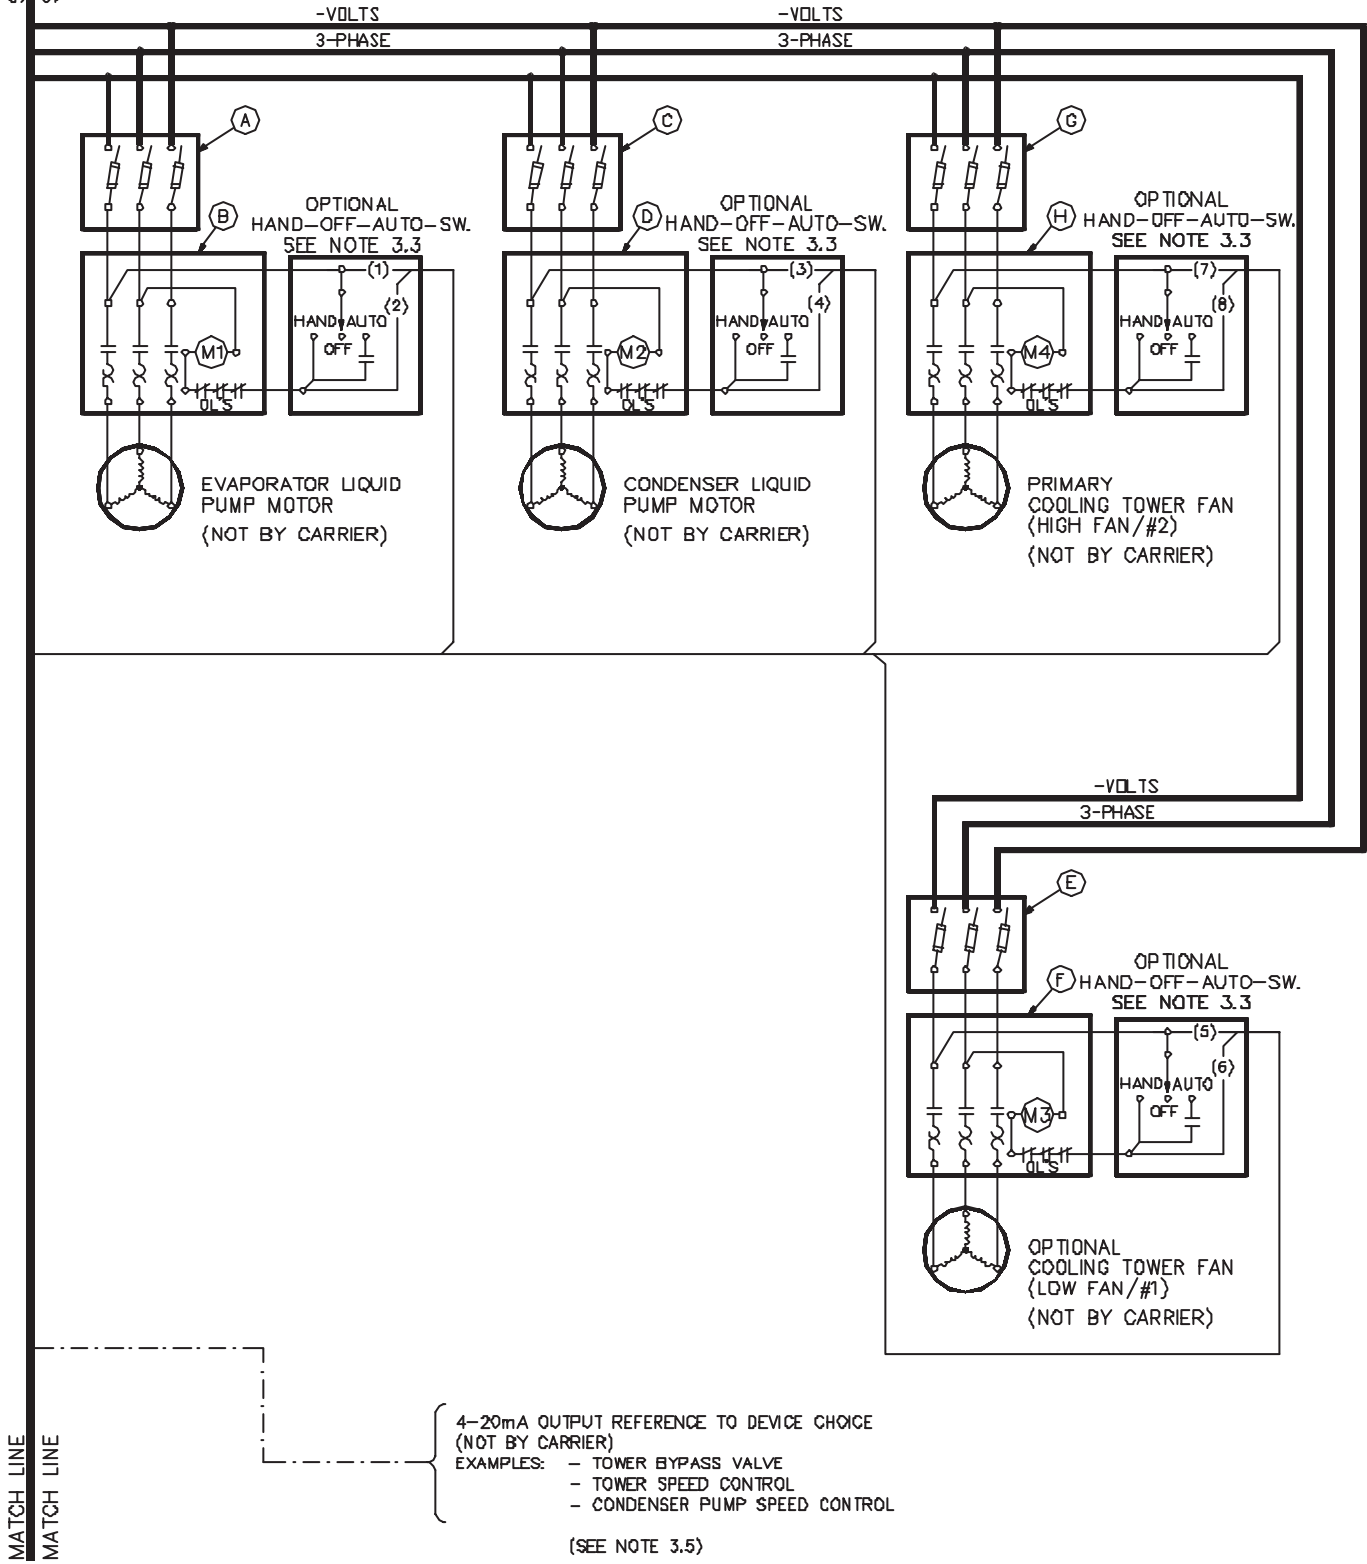 -VOLTS
3-PHASE
-VOLTS
3-PHASE
A
B
OPTIONAL
HAND-OFF-AUTO-SW.
SEE NOTE 3.3
(1)
(2)
HAND AUTO
OFF
M1
OL'S
EVAPORATOR LIQUID
PUMP MOTOR
(NOT BY CARRIER)
C
D
OPTIONAL
HAND-OFF-AUTO-SW.
SEE NOTE 3.3
(3)
(4)
HAND AUTO
OFF
M2
OL'S
CONDENSER LIQUID
PUMP MOTOR
(NOT BY CARRIER)
G
H
OPTIONAL
HAND-OFF-AUTO-SW.
SEE NOTE 3.3
(7)
(8)
HAND AUTO
OFF
M4
OL'S
PRIMARY
COOLING TOWER FAN
(HIGH FAN/#2)
(NOT BY CARRIER)
-VOLTS
3-PHASE
E
F
OPTIONAL
HAND-OFF-AUTO-SW.
SEE NOTE 3.3
(5)
(6)
HAND AUTO
OFF
M3
OL'S
OPTIONAL
COOLING TOWER FAN
(LOW FAN/#1)
(NOT BY CARRIER)
MATCH LINE
MATCH LINE
4-20mA OUTPUT REFERENCE TO DEVICE CHOICE
(NOT BY CARRIER)
EXAMPLES: - TOWER BYPASS VALVE
- TOWER SPEED CONTROL
- CONDENSER PUMP SPEED CONTROL
(SEE NOTE 3.5)